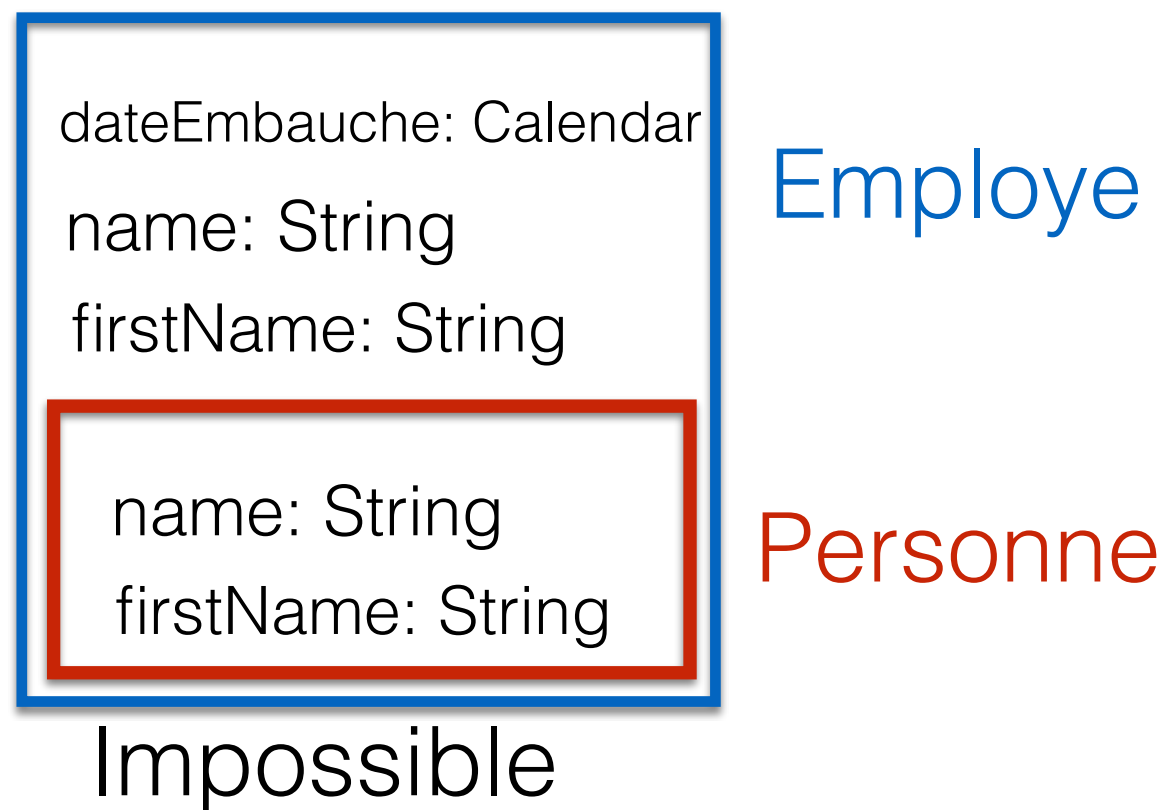 dateEmbauche: Calendar
name: String
firstName: String
Employe
name: String
firstName: String
Personne
Impossible